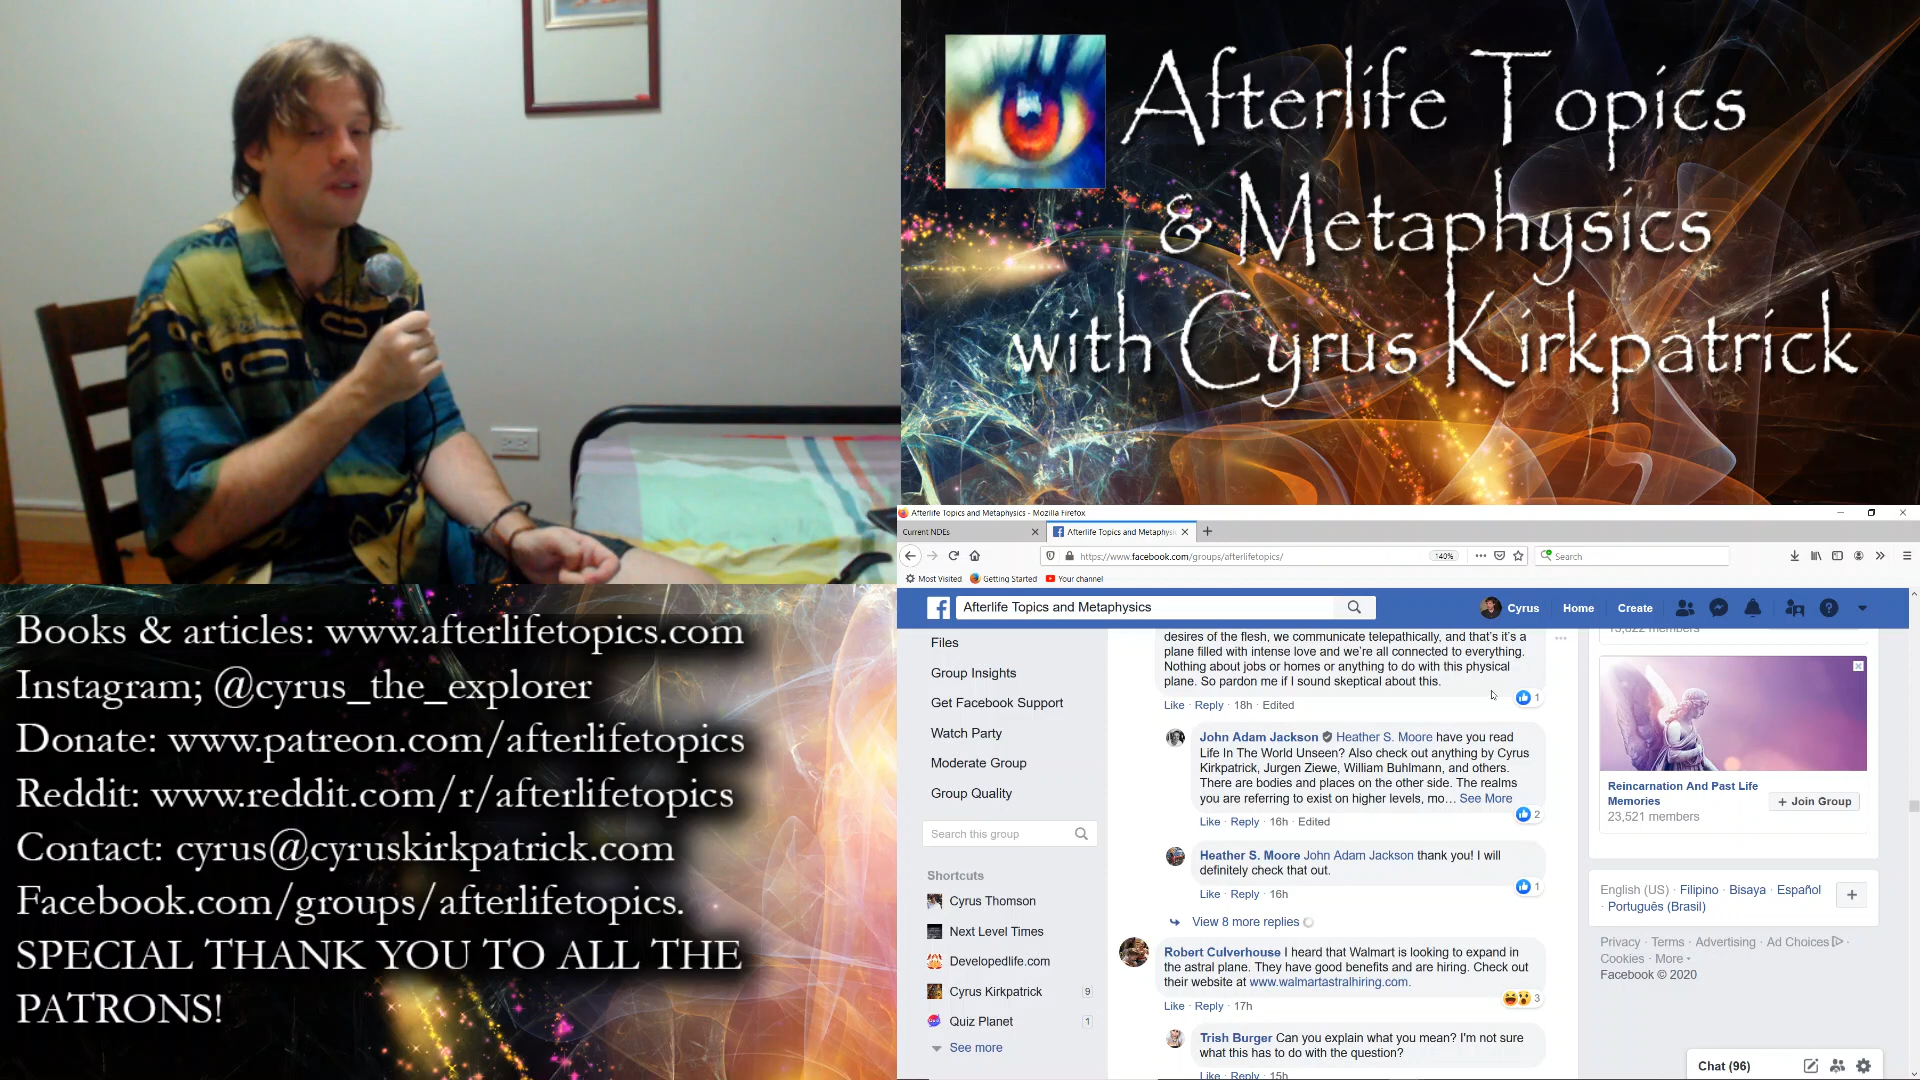 Afterlife Topics
& Metaphysics
with Cyrus Kirkpatrick
Books & articles: www.afterlifetopics.com
Instagram; @cyrus_the_explorer
Donate: www.patreon.com/afterlifetopics
Reddit: www.reddit.com/r/afterlifetopics
Contact: cyrus@cyruskirkpatrick.com
Facebook.com/groups/afterlifetopics.
SPECIAL THANK YOU TO ALL THE
PATRONS!
Afterlife Topics and Metaphysics - Mozilla Firefox
Current NDEs
Afterlife Topics and Metaphysic
https://www.facebook.com/groups/afterlifetopics/
140%
Search
Most Visited
Getting Started
Your channel
Afterlife Topics and Metaphysics
Cyrus
Home
Create
Files
Group Insights
Get Facebook Support
Watch Party
Moderate Group
Group Quality
Search this group
Shortcuts
Cyrus Thomson
Next Level Times
Developedlife.com
Cyrus Kirkpatrick 9
Quiz Planet 1
See more
desires of the flesh, we communicate telepathically, and that's it's a
plane filled with intense love and we're all connected to everything.
Nothing about jobs or homes or anything to do with this physical
plane. So pardon me if I sound skeptical about this.
1
Like · Reply · 18h · Edited
John Adam Jackson Heather S. Moore have you read
Life In The World Unseen? Also check out anything by Cyrus
Kirkpatrick, Jurgen Ziewe, William Buhlmann, and others.
There are bodies and places on the other side. The realms
you are referring to exist on higher levels, mo... See More
2
Like · Reply · 16h · Edited
Heather S. Moore John Adam Jackson thank you! I will
definitely check that out.
1
Like · Reply · 16h
View 8 more replies
Robert Culverhouse I heard that Walmart is looking to expand in
the astral plane. They have good benefits and are hiring. Check out
their website at www.walmartastralhiring.com.
3
Like · Reply · 17h
Trish Burger Can you explain what you mean? I'm not sure
what this has to do with the question?
Like · Reply · 15h
Reincarnation And Past Life
Memories
23,521 members
+ Join Group
English (US) · Filipino · Bisaya · Español
· Português (Brasil)
Privacy · Terms · Advertising · Ad Choices ·
Cookies · More
Facebook © 2020
Chat (96)